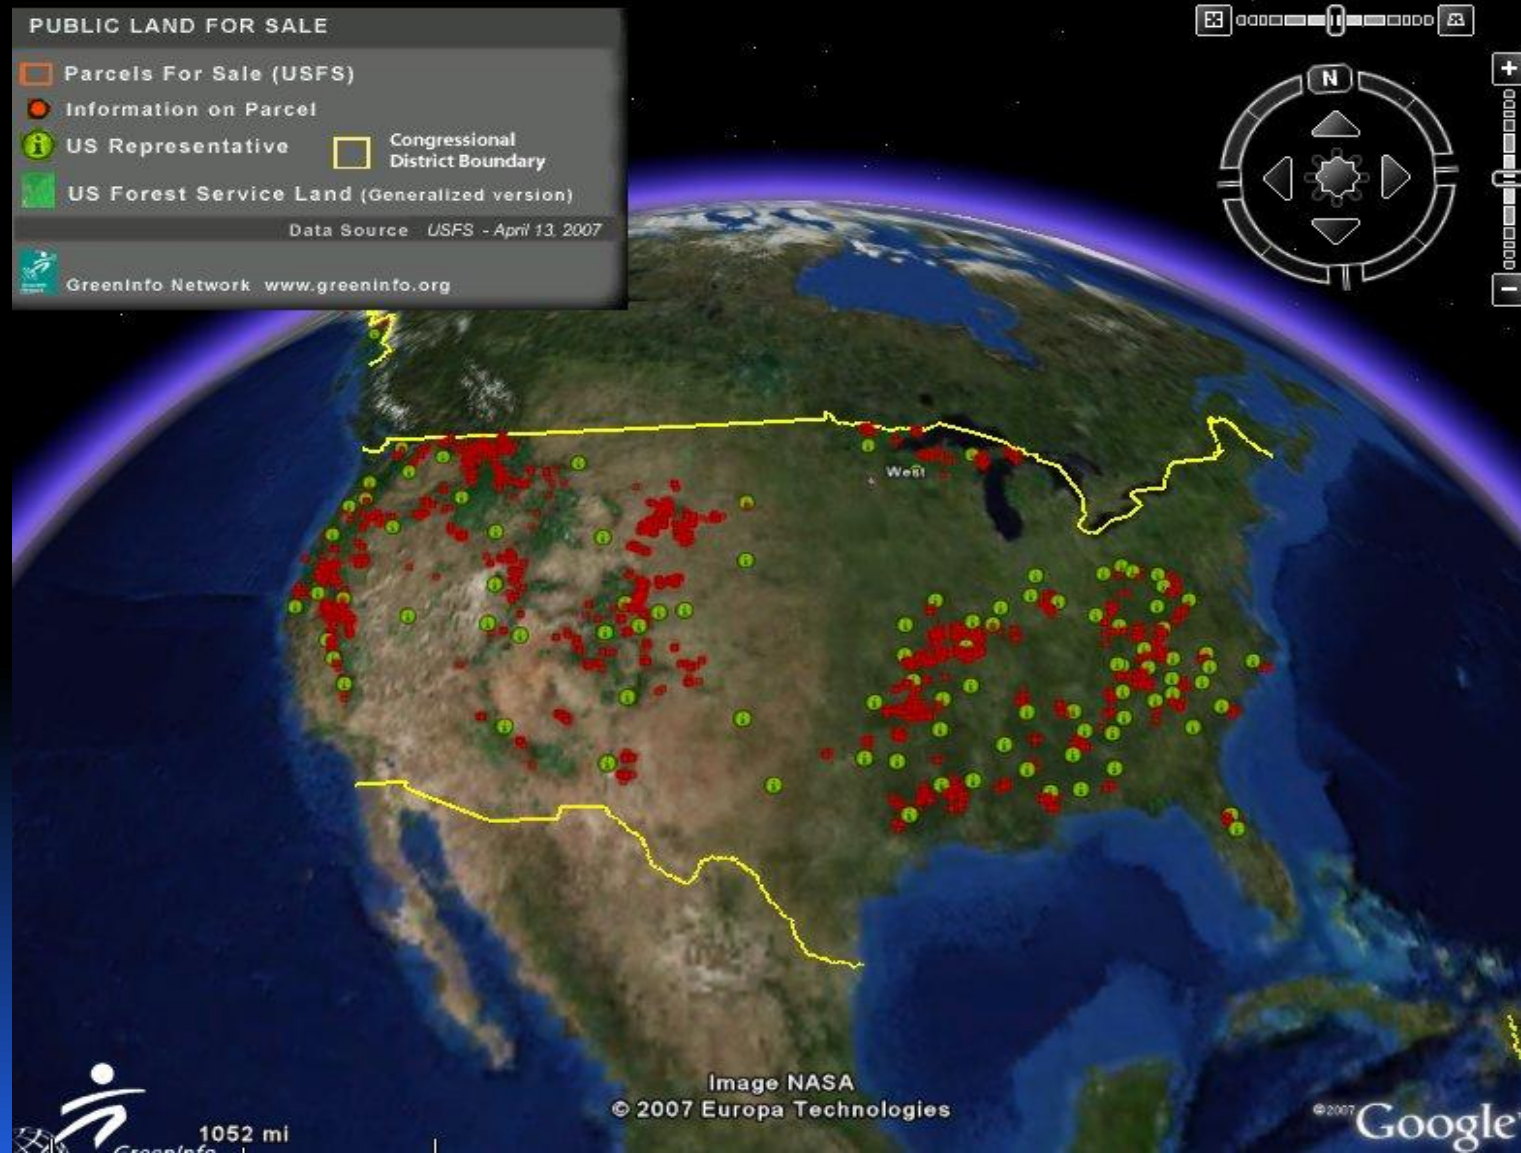 PUBLIC LAND FOR SALE
Parcels For Sale (USFS)
Information on Parcel
US Representative
Congressional
District Boundary
US Forest Service Land (Generalized version)
Data Source USFS - April 13, 2007
GreenInfo Network www.greeninfo.org
N
West
Image NASA
© 2007 Europa Technologies
©2007 Google
1052 mi
GreenInfo